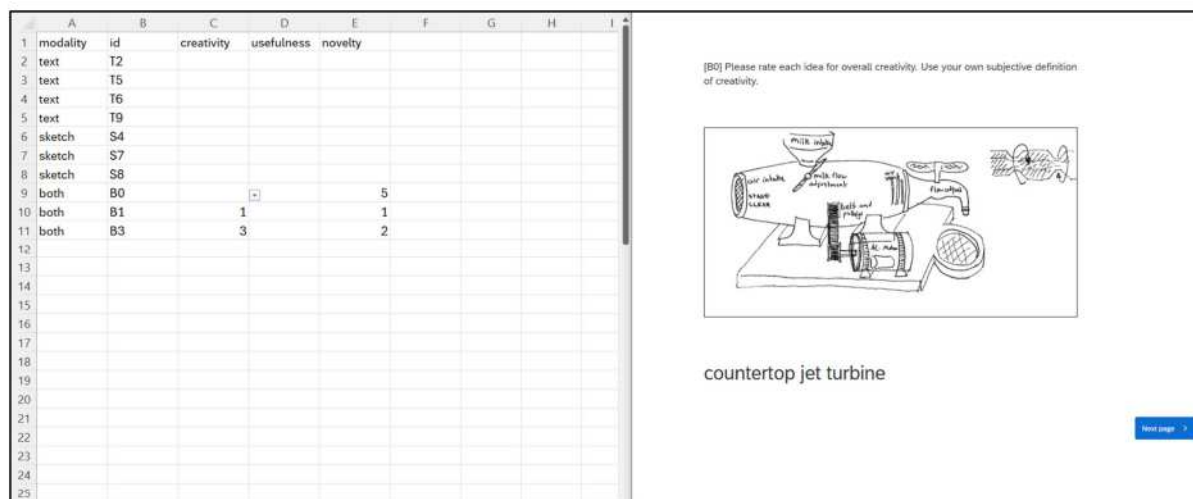 A B C D E F G H I
1 modality id creativity usefulness novelty
2 text T2
3 text T5
4 text T6
5 text T9
6 sketch S4
7 sketch S7
8 sketch S8
9 both B0 5
10 both B1 1 1
11 both B3 3 2
12
13
14
15
16
17
18
19
20
21
22
23
24
25
[B0] Please rate each idea for overall creativity. Use your own subjective definition
of creativity.
milk intake
air intake
STAND
CLEAR
milk flow
adjustment
belt and
AC Motor
countertop jet turbine
Next page